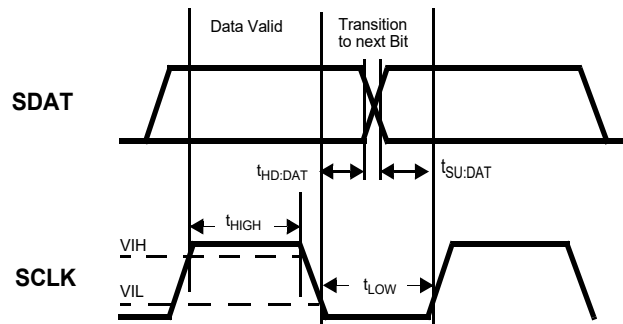 Data Valid
Transition
to next Bit
SDAT
tHD:DAT
tSU:DAT
tHIGH
VIH
SCLK
VIL
tLOW